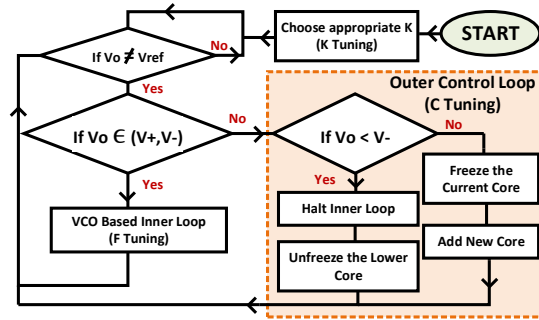 Choose appropriate K
(K Tuning)
START
If Vo ≠ Vref
No
Yes
Outer Control Loop
(C Tuning)
If Vo ∈ (V+,V-)
No
If Vo < V-
No
Yes
Yes
Freeze the
Current Core
VCO Based Inner Loop
(F Tuning)
Halt Inner Loop
Add New Core
Unfreeze the Lower
Core